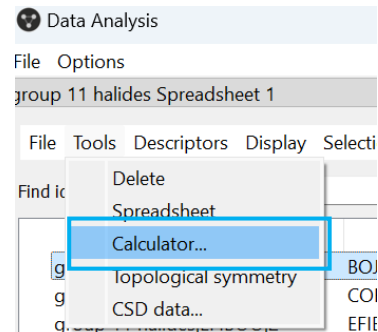 Data Analysis
File Options
group 11 halides Spreadsheet 1
File Tools Descriptors Display Selecti
Find
Delete
Spreadsheet
Calculator...
BOJ
Topological symmetry
CSD data...
EFIE